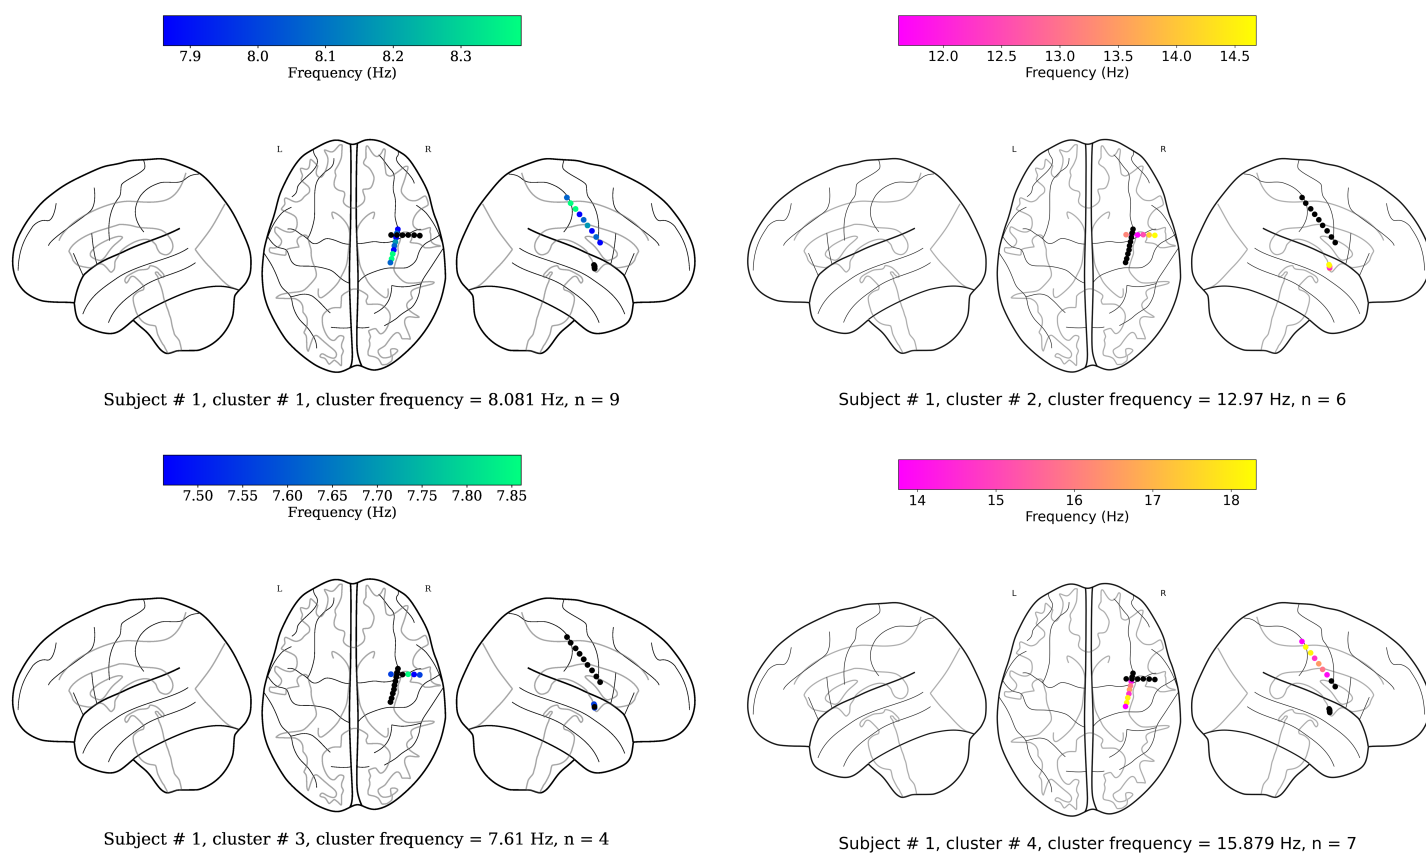 7.9 8.0 8.1 8.2 8.3
Frequency (Hz)
L R
Subject # 1, cluster # 1, cluster frequency = 8.081 Hz, n = 9
12.0 12.5 13.0 13.5 14.0 14.5
Frequency (Hz)
L R
Subject # 1, cluster # 2, cluster frequency = 12.97 Hz, n = 6
7.50 7.55 7.60 7.65 7.70 7.75 7.80 7.85
Frequency (Hz)
L R
Subject # 1, cluster # 3, cluster frequency = 7.61 Hz, n = 4
14 15 16 17 18
Frequency (Hz)
L R
Subject # 1, cluster # 4, cluster frequency = 15.879 Hz, n = 7